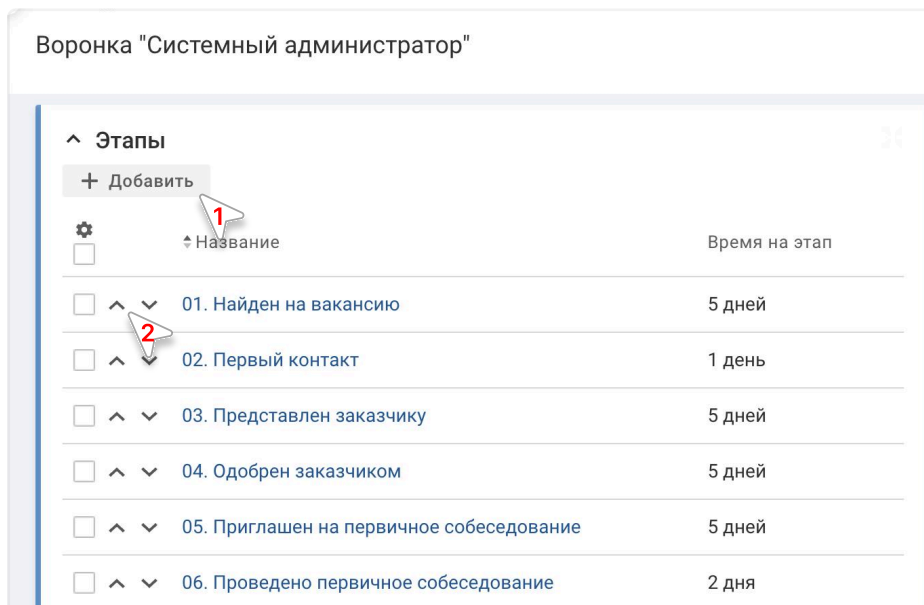 Воронка "Системный администратор"
Этапы
+ Добавить
1
Название Время на этап
01. Найден на вакансию 5 дней
2
02. Первый контакт 1 день
03. Представлен заказчику 5 дней
04. Одобрен заказчиком 5 дней
05. Приглашен на первичное собеседование 5 дней
06. Проведено первичное собеседование 2 дня